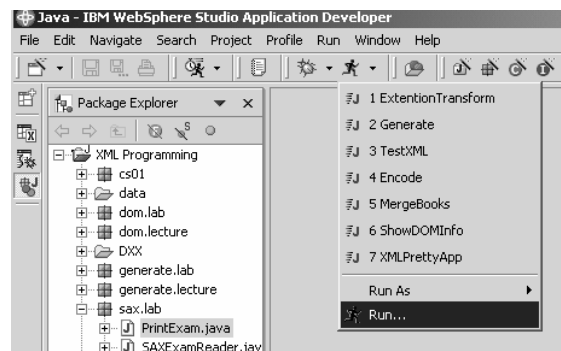 Java - IBM WebSphere Studio Application Developer
File Edit Navigate Search Project Profile Run Window Help
Package Explorer
XML Programming
cs01
data
dom.lab
dom.lecture
DXX
generate.lab
generate.lecture
sax.lab
PrintExam.java
SAXExamReader.jav
1 ExtentionTransform
2 Generate
3 TestXML
4 Encode
5 MergeBooks
6 ShowDOMInfo
7 XMLPrettyApp
Run As
Run...